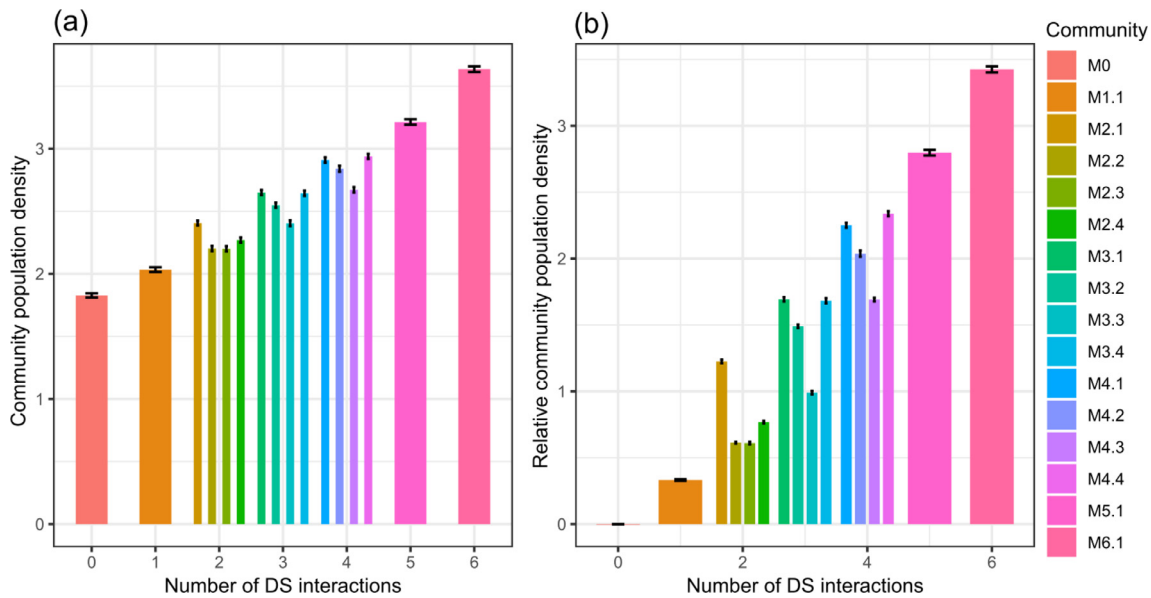 (a)
Community population density
3
2
1
0
0 1 2 3 4 5 6
Number of DS interactions
(b)
Relative community population density
3
2
1
0
0 2 4 6
Number of DS interactions
Community
M0
M1.1
M2.1
M2.2
M2.3
M2.4
M3.1
M3.2
M3.3
M3.4
M4.1
M4.2
M4.3
M4.4
M5.1
M6.1